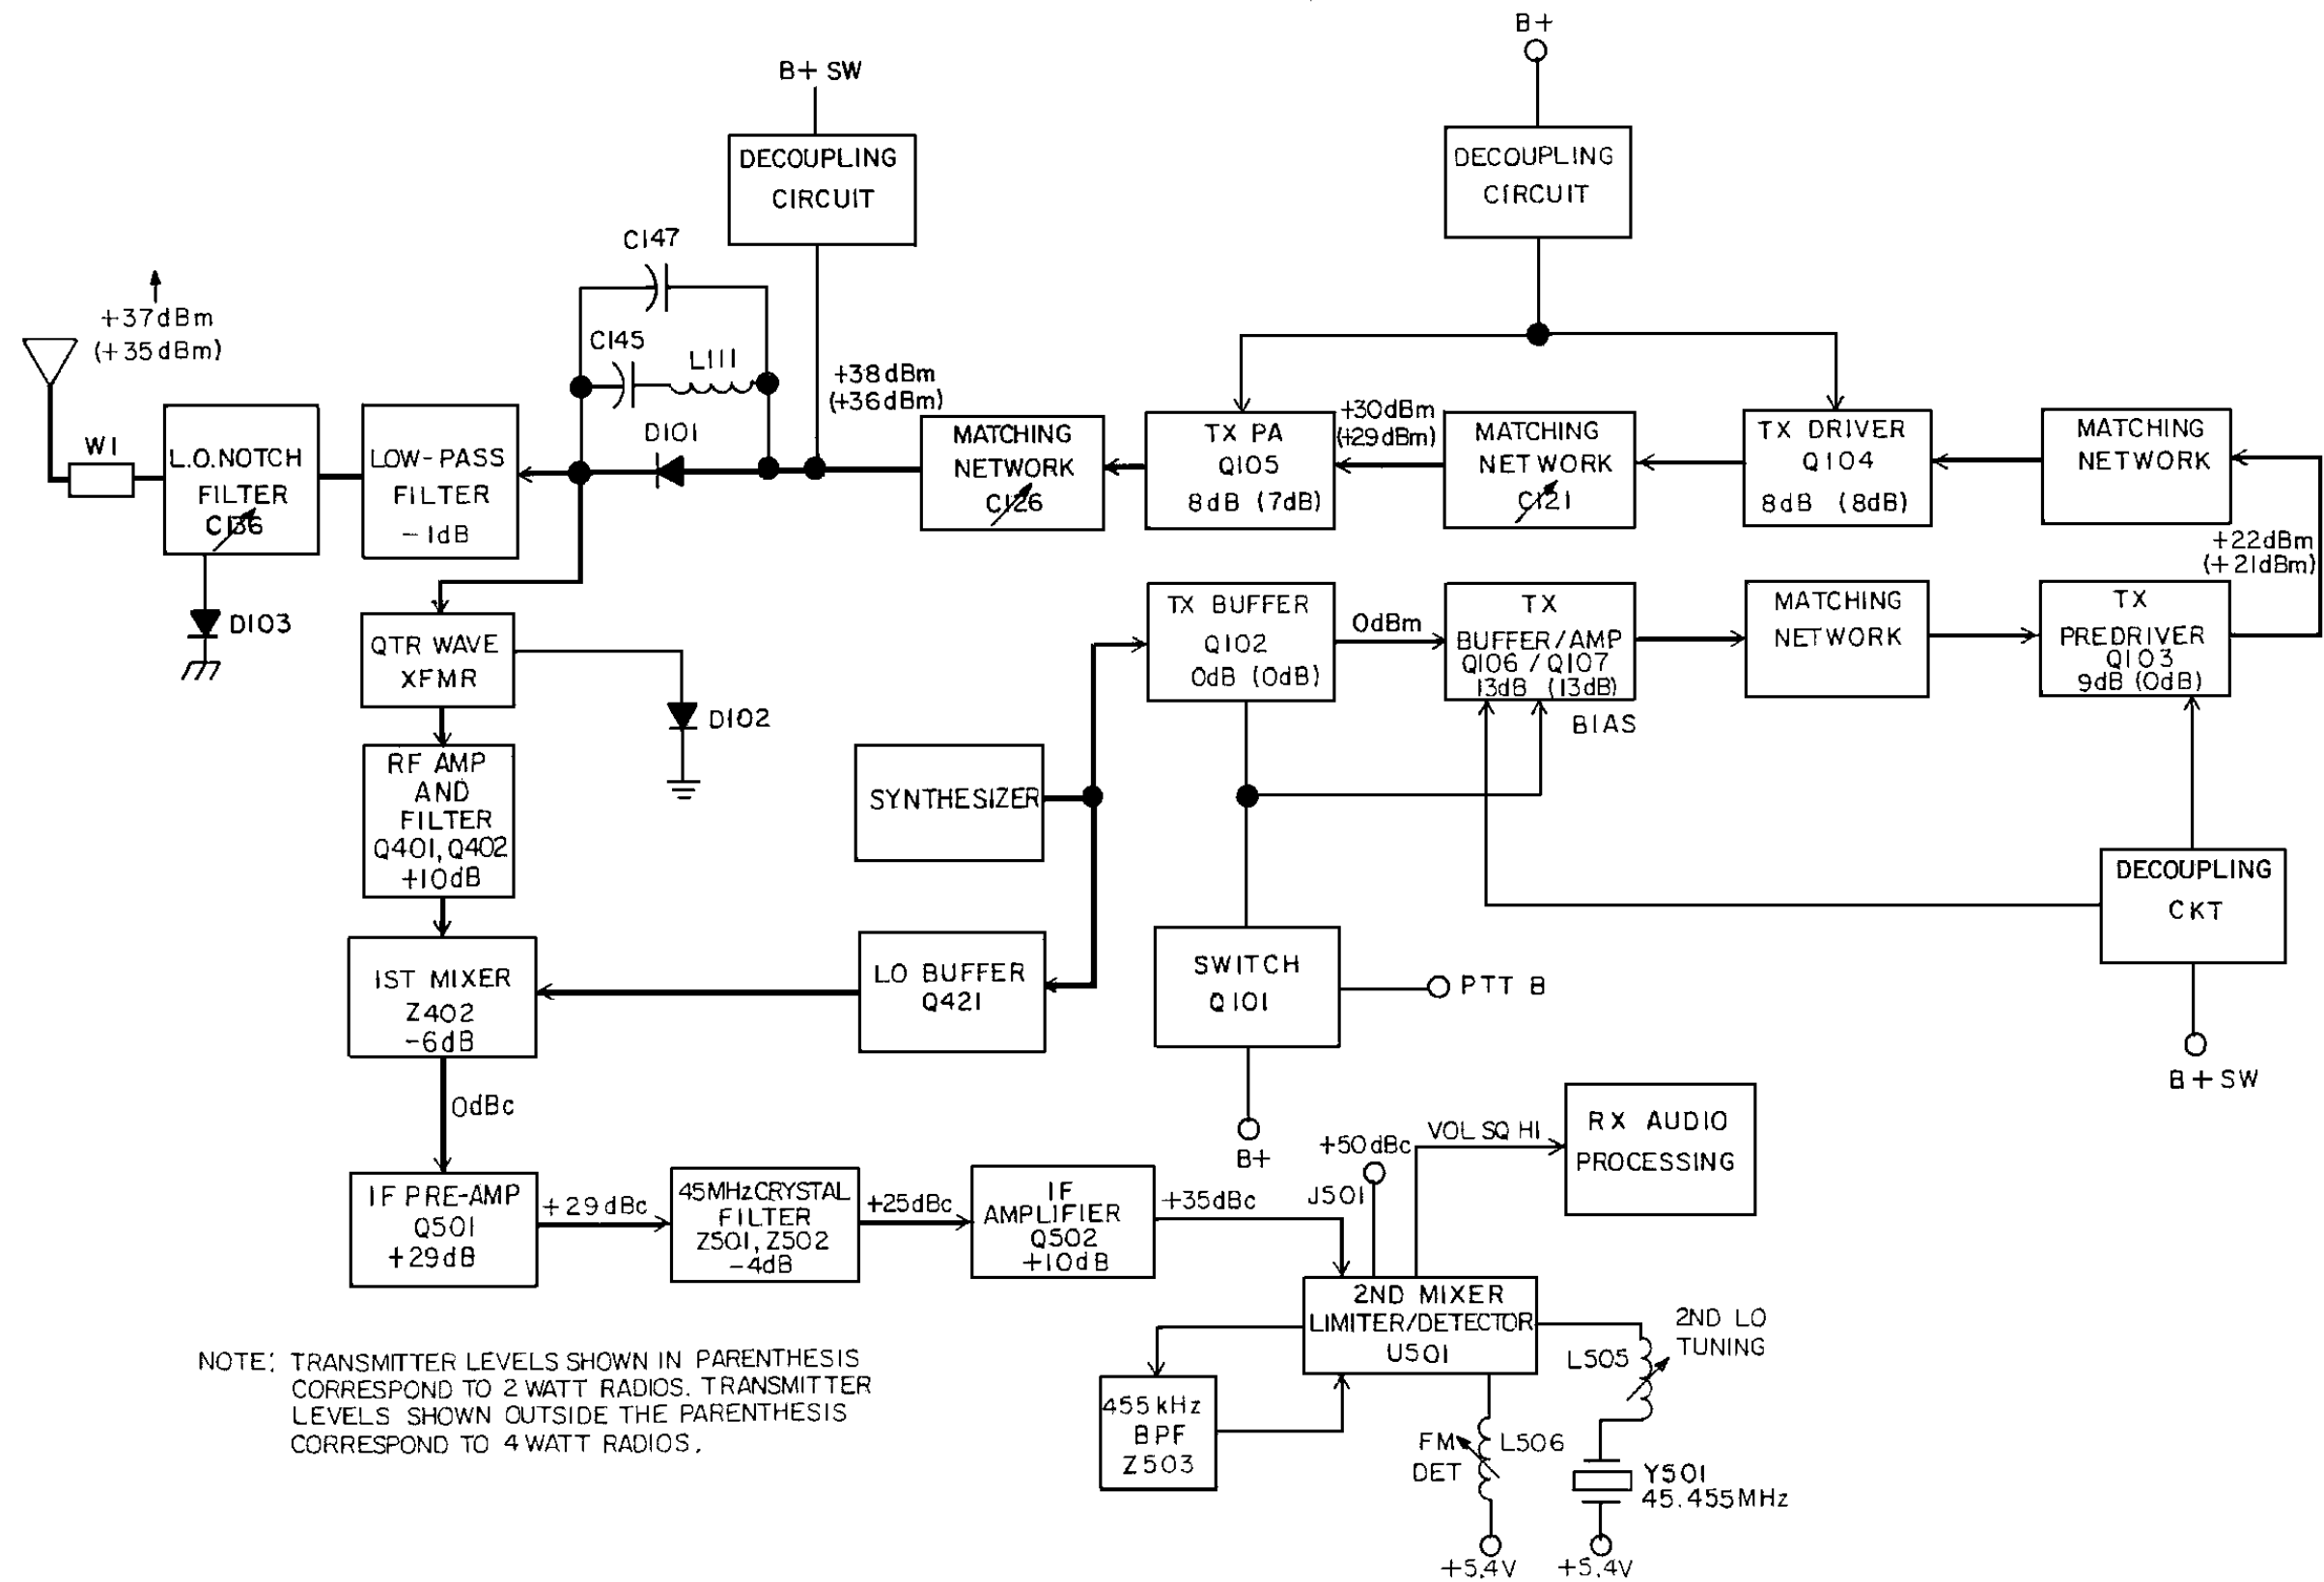 B+
B+ SW
DECOUPLING
CIRCUIT
DECOUPLING
CIRCUIT
C147
+37dBm
(+35dBm)
C145
L111
+38dBm
(+36dBm)
W1
L.O.NOTCH
FILTER
C136
LOW-PASS
FILTER
-1dB
D101
MATCHING
NETWORK
C126
TX PA
Q105
8dB (7dB)
+30dBm
(+29dBm)
MATCHING
NETWORK
C121
TX DRIVER
Q104
8dB (8dB)
MATCHING
NETWORK
+22dBm
(+21dBm)
D103
QTR WAVE
XFMR
D102
TX BUFFER
Q102
0dB (0dB)
0dBm
TX
BUFFER/AMP
Q106/Q107
13dB (13dB)
BIAS
MATCHING
NETWORK
TX
PREDRIVER
Q103
9dB (0dB)
RF AMP
AND
FILTER
Q401,Q402
+10dB
SYNTHESIZER
DECOUPLING
CKT
1ST MIXER
Z402
-6dB
LO BUFFER
Q421
SWITCH
Q101
PTT B
B+ SW
0dBc
B+
+50dBc
J501
VOL SQ HI
RX AUDIO
PROCESSING
IF PRE-AMP
Q501
+29dB
+29dBc
45MHz CRYSTAL
FILTER
Z501, Z502
-4dB
+25dBc
IF
AMPLIFIER
Q502
+10dB
+35dBc
2ND MIXER
LIMITER/DETECTOR
U501
2ND LO
TUNING
L505
455kHz
BPF
Z503
FM
DET
L506
Y501
45.455MHz
+5.4V
+5.4V
NOTE: TRANSMITTER LEVELS SHOWN IN PARENTHESIS
CORRESPOND TO 2 WATT RADIOS. TRANSMITTER
LEVELS SHOWN OUTSIDE THE PARENTHESIS
CORRESPOND TO 4 WATT RADIOS.